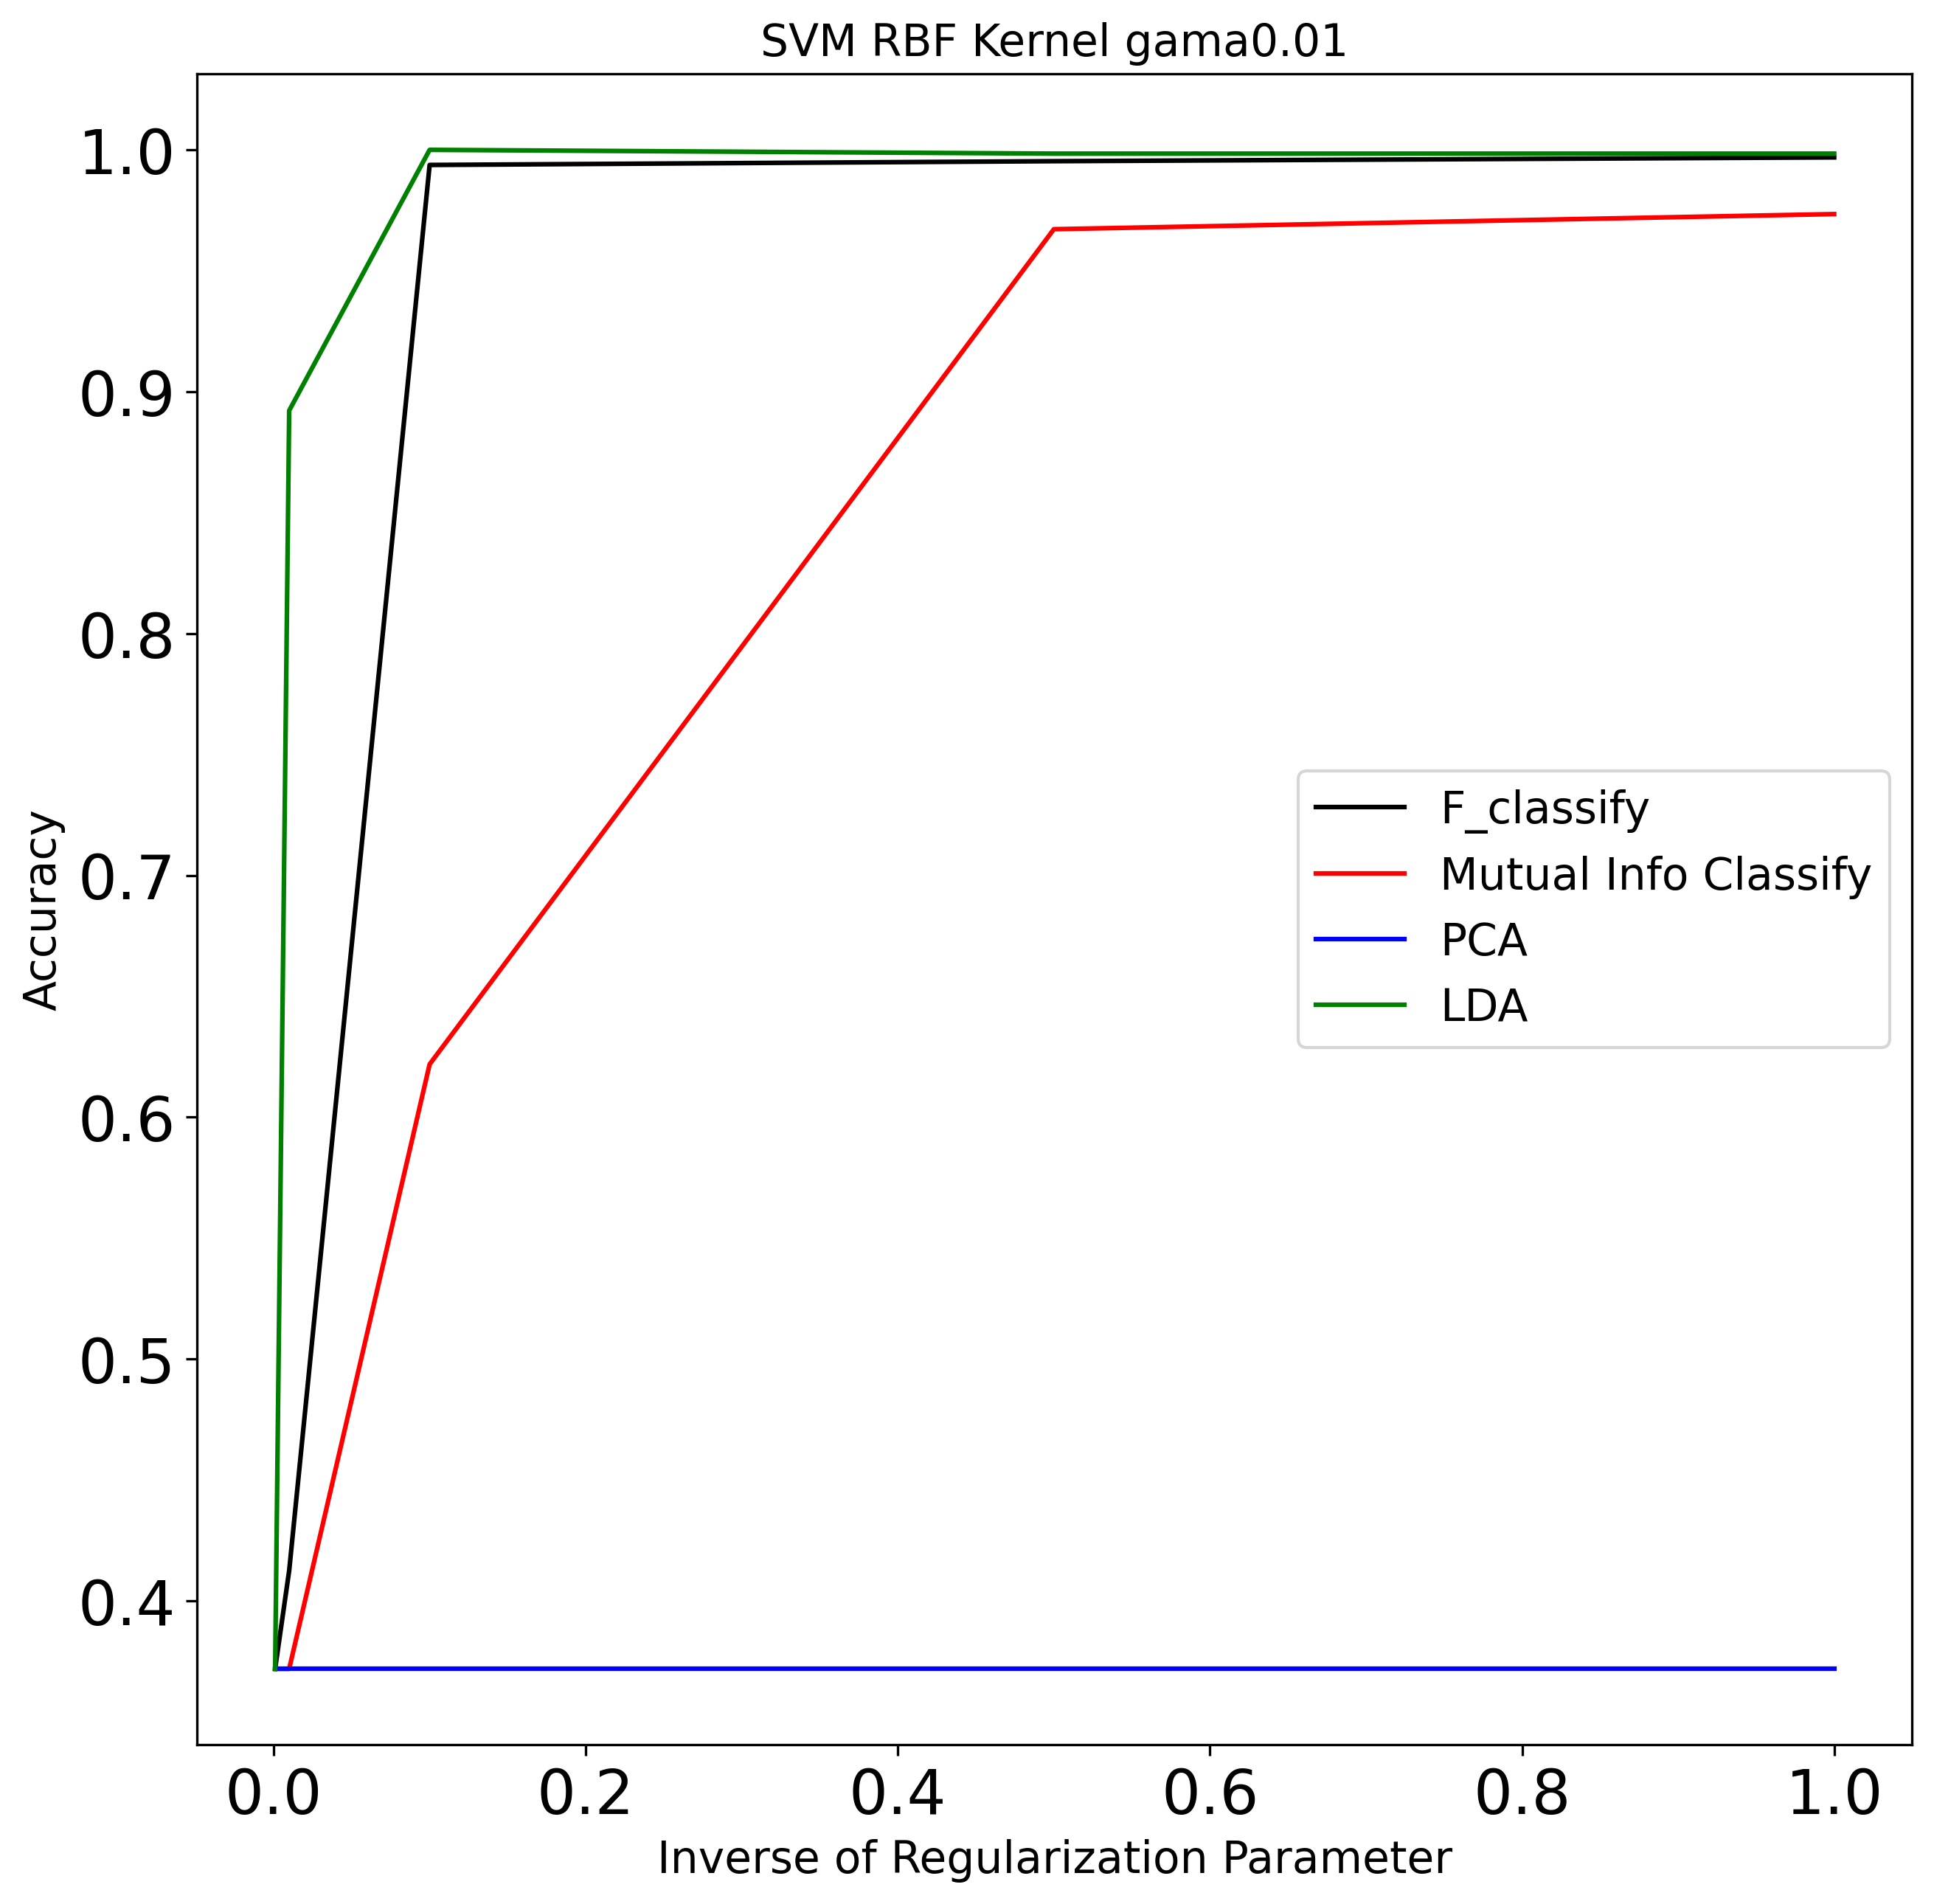 SVM RBF Kernel gama0.01
1.0
0.9
0.8
0.7
0.6
0.5
0.4
Accuracy
F_classify
Mutual Info Classify
PCA
LDA
0.0 0.2 0.4 0.6 0.8 1.0
Inverse of Regularization Parameter